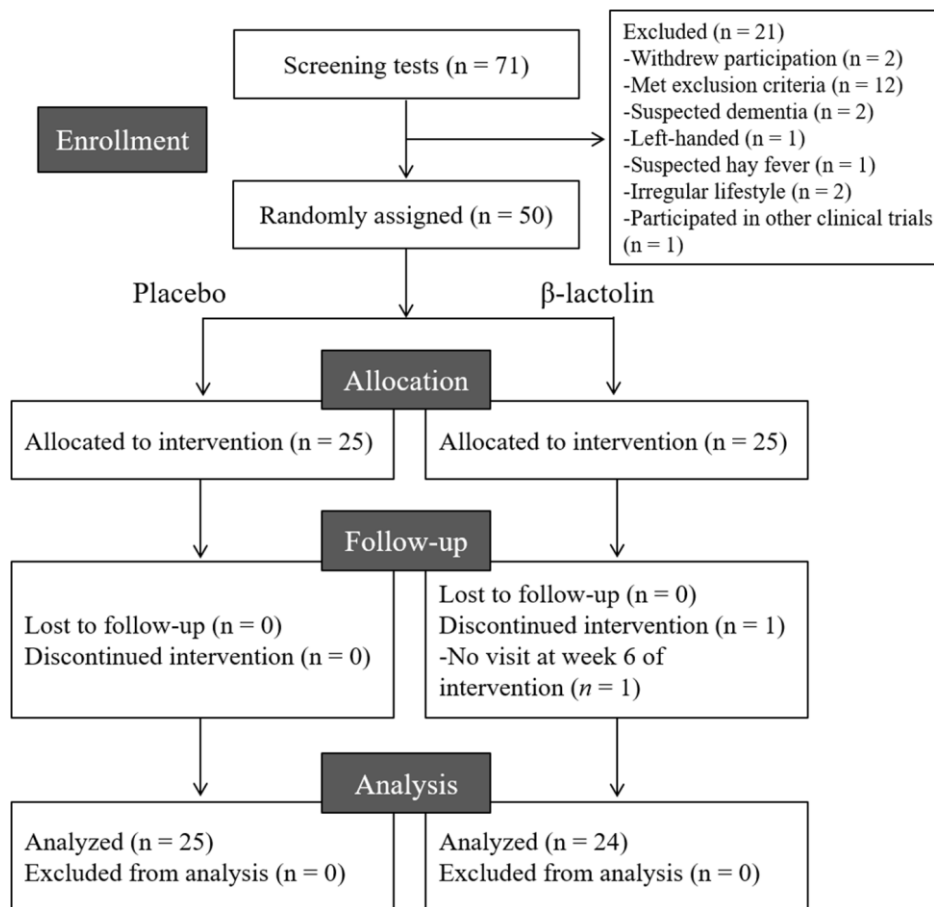 Screening tests (n = 71)
Excluded (n = 21)
-Withdrew participation (n = 2)
-Met exclusion criteria (n = 12)
-Suspected dementia (n = 2)
-Left-handed (n = 1)
-Suspected hay fever (n = 1)
-Irregular lifestyle (n = 2)
-Participated in other clinical trials
(n = 1)
Enrollment
Randomly assigned (n = 50)
Placebo
β-lactolin
Allocation
Allocated to intervention (n = 25)
Allocated to intervention (n = 25)
Follow-up
Lost to follow-up (n = 0)
Discontinued intervention (n = 0)
Lost to follow-up (n = 0)
Discontinued intervention (n = 1)
-No visit at week 6 of
intervention (n = 1)
Analysis
Analyzed (n = 25)
Excluded from analysis (n = 0)
Analyzed (n = 24)
Excluded from analysis (n = 0)